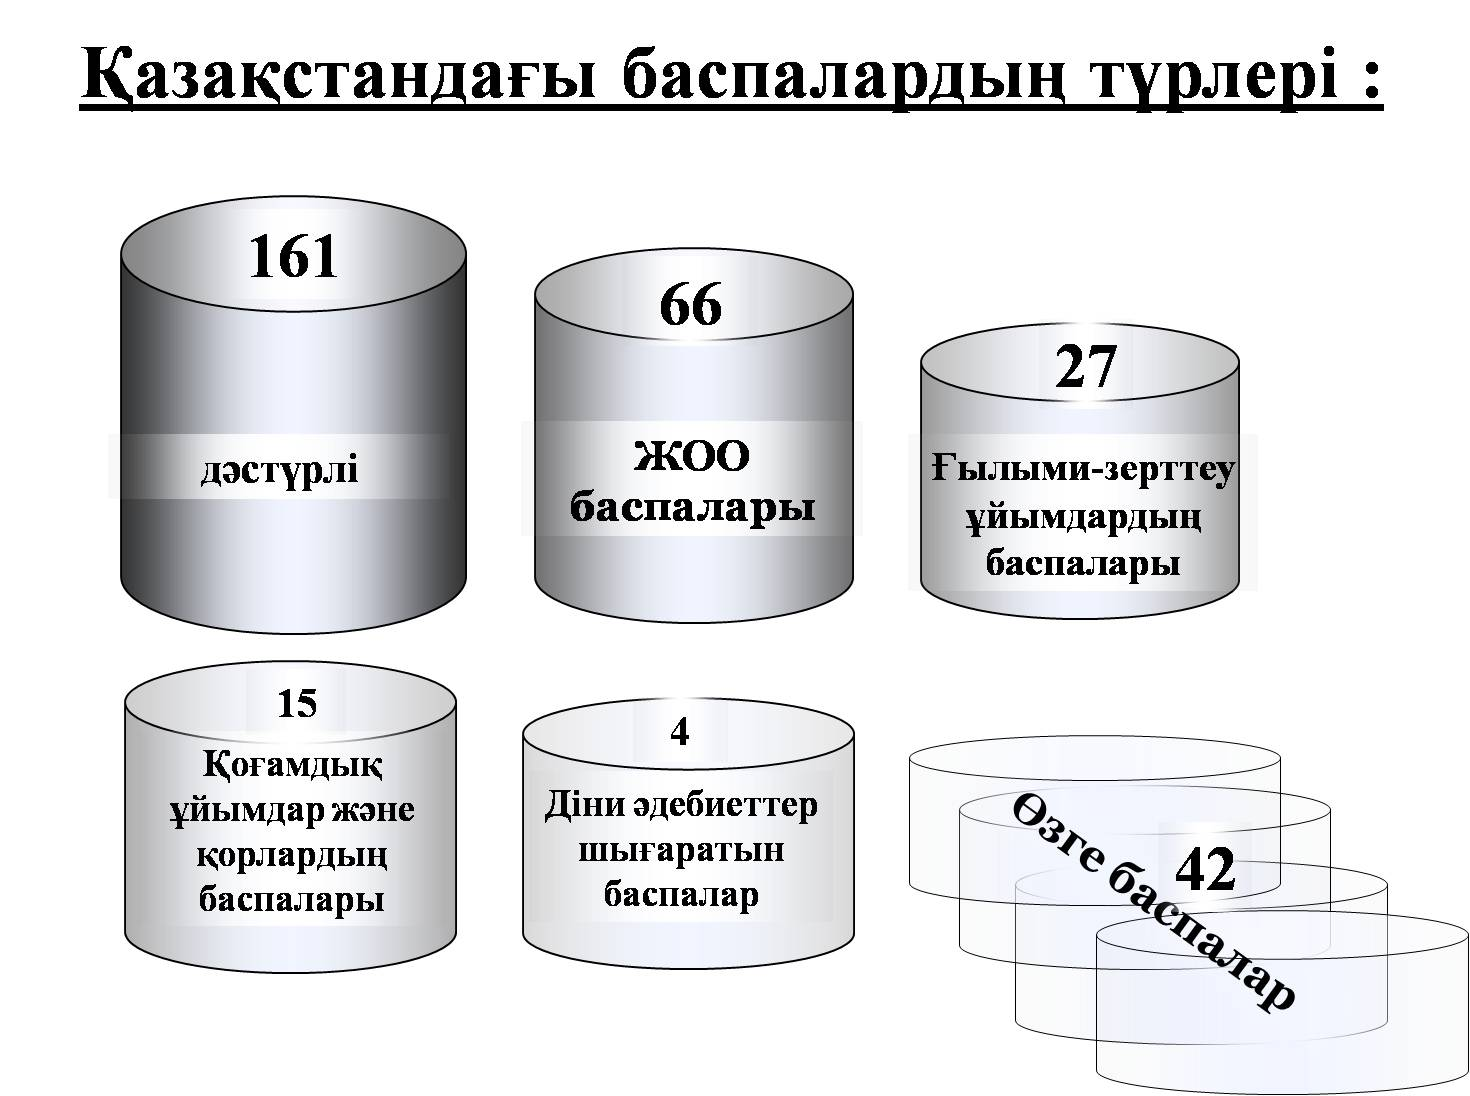 Қазақстандағы баспалардың түрлері :
161
дәстүрлі
66
ЖОО
баспалары
27
Ғылыми-зерттеу
ұйымдардың
баспалары
15
Қоғамдық
ұйымдар және
қорлардың
баспалары
4
Діни әдебиеттер
шығаратын
баспалар
42
Өзге баспалар